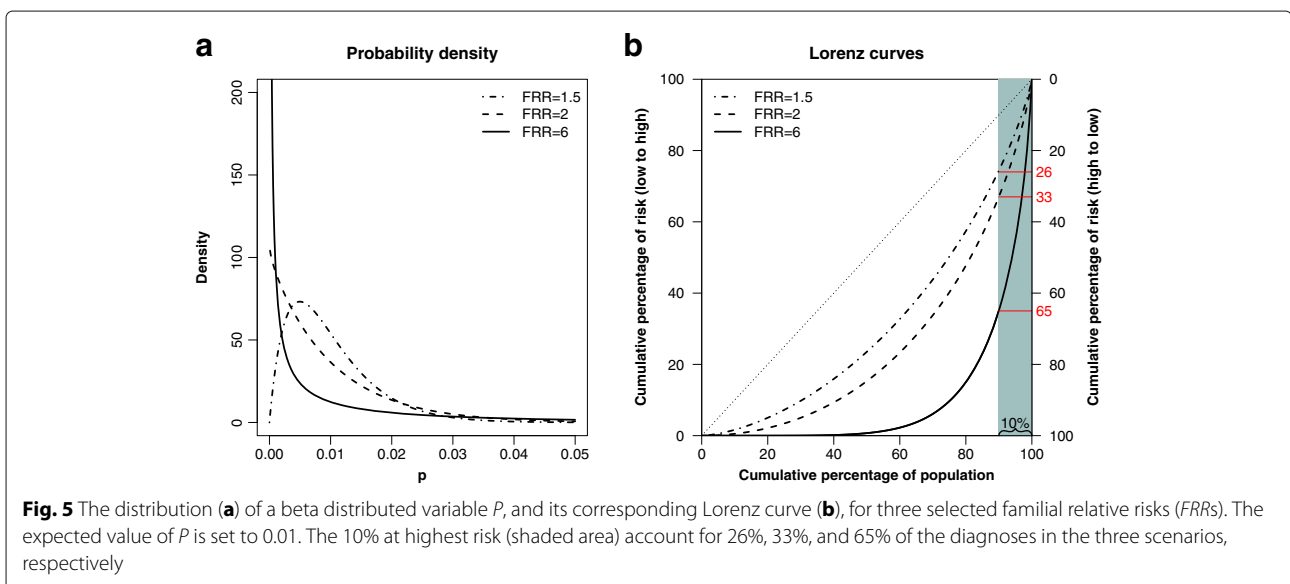 a
Probability density
FRR=1.5
FRR=2
FRR=6
Density
200
150
100
50
0
0.00 0.01 0.02 0.03 0.04 0.05
p
b
Lorenz curves
FRR=1.5
FRR=2
FRR=6
Cumulative percentage of risk (low to high)
100
80
60
40
20
0
0 20 40 60 80 100
Cumulative percentage of population
0
20
40
60
80
100
Cumulative percentage of risk (high to low)
26
33
65
10%
Fig. 5 The distribution (a) of a beta distributed variable P, and its corresponding Lorenz curve (b), for three selected familial relative risks (FRRs). The
expected value of P is set to 0.01. The 10% at highest risk (shaded area) account for 26%, 33%, and 65% of the diagnoses in the three scenarios,
respectively